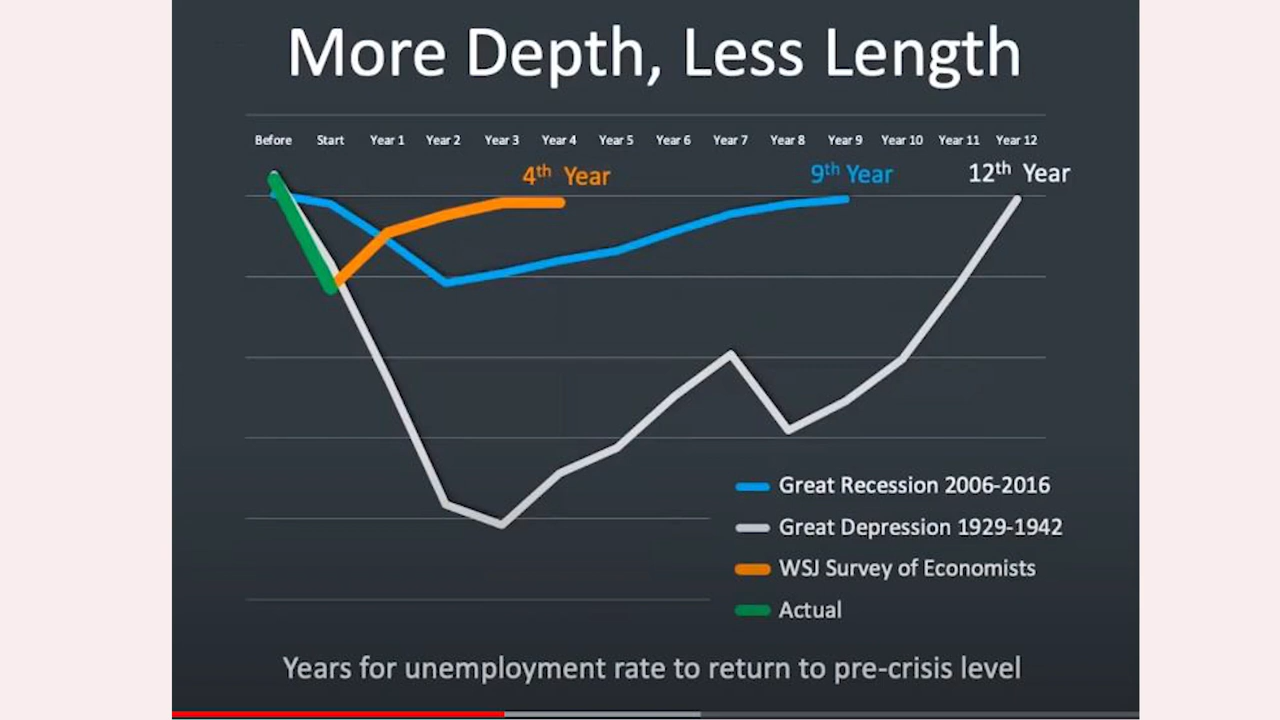 More Depth, Less Length
Before Start Year 1 Year 2 Year 3 Year 4 Year 5 Year 6 Year 7 Year 8 Year 9 Year 10 Year 11 Year 12
4th Year 9th Year 12th Year
Great Recession 2006-2016
Great Depression 1929-1942
WSJ Survey of Economists
Actual
Years for unemployment rate to return to pre-crisis level